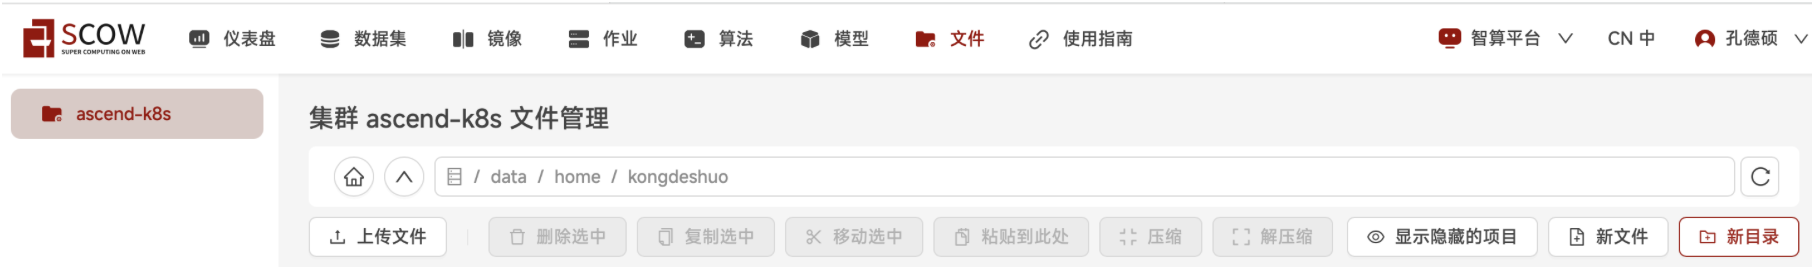 SCOW
SUPER COMPUTING ON WEB
仪表盘 数据集 镜像 作业 算法 模型 文件 使用指南 智算平台 CN 中 孔德硕
ascend-k8s
集群 ascend-k8s 文件管理
/ data / home / kongdeshuo
上传文件 删除选中 复制选中 移动选中 粘贴到此处 压缩 解压缩 显示隐藏的项目 新文件 新目录